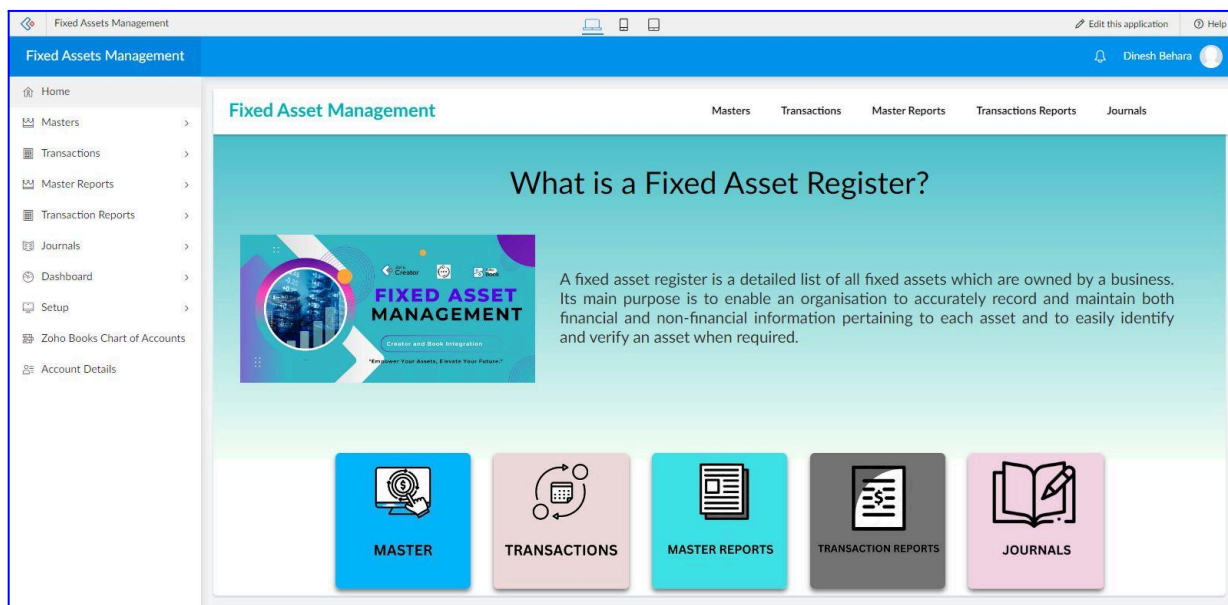 Fixed Assets Management
Edit this application
Help
Fixed Assets Management
Dinesh Behara
Home
Masters
Transactions
Master Reports
Transaction Reports
Journals
Dashboard
Setup
Zoho Books Chart of Accounts
Account Details
Fixed Asset Management
Masters Transactions Master Reports Transactions Reports Journals
What is a Fixed Asset Register?
Creator
Book
FIXED ASSET
MANAGEMENT
Creator and Book Integration
"Empower Your Assets, Elevate Your Future."
A fixed asset register is a detailed list of all fixed assets which are owned by a business.
Its main purpose is to enable an organisation to accurately record and maintain both
financial and non-financial information pertaining to each asset and to easily identify
and verify an asset when required.
MASTER
TRANSACTIONS
MASTER REPORTS
TRANSACTION REPORTS
JOURNALS